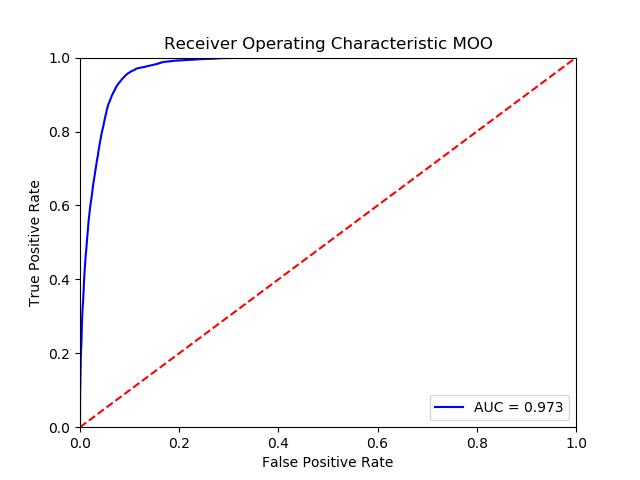 Receiver Operating Characteristic MOO
1.0
0.8
0.6
0.4
0.2
0.0
True Positive Rate
AUC = 0.973
0.0 0.2 0.4 0.6 0.8 1.0
False Positive Rate